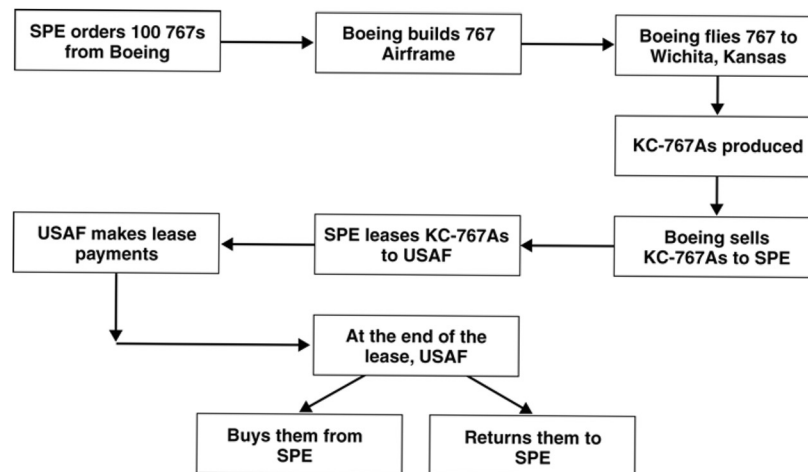 SPE orders 100 767s
from Boeing
Boeing builds 767
Airframe
Boeing flies 767 to
Wichita, Kansas
KC-767As produced
Boeing sells
KC-767As to SPE
SPE leases KC-767As
to USAF
USAF makes lease
payments
At the end of the
lease, USAF
Buys them from
SPE
Returns them to
SPE